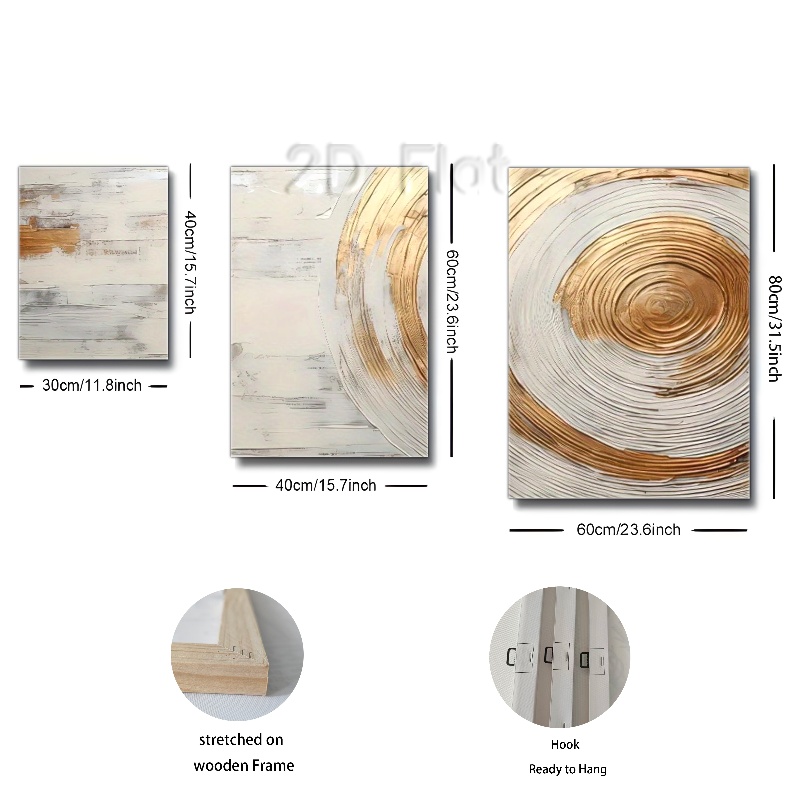 2D Flat
40cm/15.7inch
30cm/11.8inch
60cm/23.6inch
40cm/15.7inch
80cm/31.5inch
60cm/23.6inch
stretched on
wooden Frame
Hook
Ready to Hang